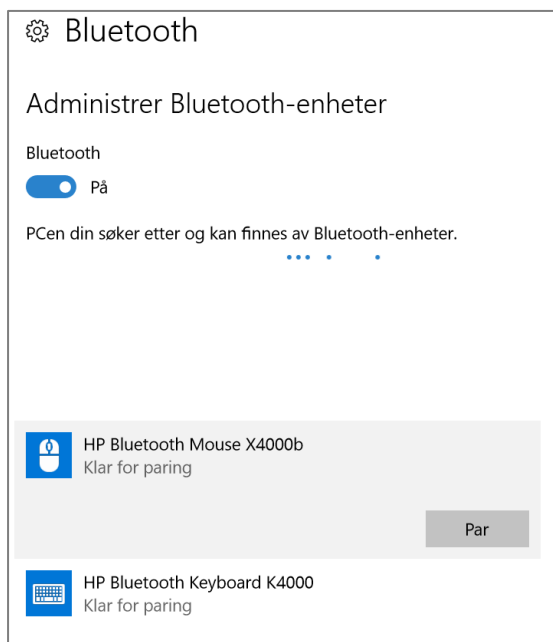 Bluetooth
Administrer Bluetooth-enheter
Bluetooth
På
PCen din søker etter og kan finnes av Bluetooth-enheter.
HP Bluetooth Mouse X4000b
Klar for paring
Par
HP Bluetooth Keyboard K4000
Klar for paring